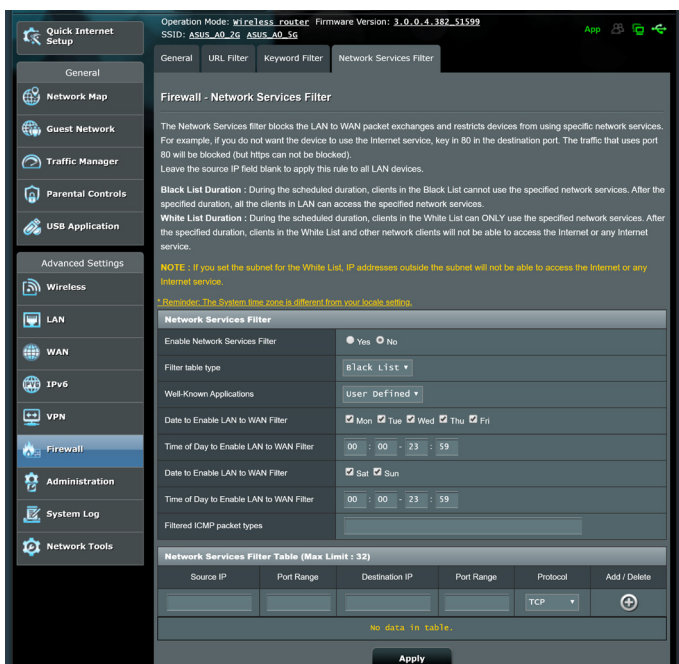 Quick Internet
Setup
General
Network Map
Guest Network
Traffic Manager
Parental Controls
USB Application
Advanced Settings
Wireless
LAN
WAN
IPv6
VPN
Firewall
Administration
System Log
Network Tools
Operation Mode: Wireless router Firmware Version: 3.0.0.4.382_51599
SSID: ASUS_A0_2G ASUS_A0_5G
App
General URL Filter Keyword Filter Network Services Filter
Firewall - Network Services Filter
The Network Services filter blocks the LAN to WAN packet exchanges and restricts devices from using specific network services.
For example, if you do not want the device to use the Internet service, key in 80 in the destination port. The traffic that uses port
80 will be blocked (but https can not be blocked).
Leave the source IP field blank to apply this rule to all LAN devices.
Black List Duration : During the scheduled duration, clients in the Black List cannot use the specified network services. After the
specified duration, all the clients in LAN can access the specified network services.
White List Duration : During the scheduled duration, clients in the White List can ONLY use the specified network services. After
the specified duration, clients in the White List and other network clients will not be able to access the Internet or any Internet
service.
NOTE : If you set the subnet for the White List, IP addresses outside the subnet will not be able to access the Internet or any
Internet service.
* Reminder: The System time zone is different from your locale setting.
Network Services Filter
Enable Network Services Filter Yes No
Filter table type Black List
Well-Known Applications User Defined
Date to Enable LAN to WAN Filter Mon Tue Wed Thu Fri
Time of Day to Enable LAN to WAN Filter 00 : 00 - 23 : 59
Date to Enable LAN to WAN Filter Sat Sun
Time of Day to Enable LAN to WAN Filter 00 : 00 - 23 : 59
Filtered ICMP packet types
Network Services Filter Table (Max Limit : 32)
Source IP Port Range Destination IP Port Range Protocol Add / Delete
TCP
No data in table.
Apply